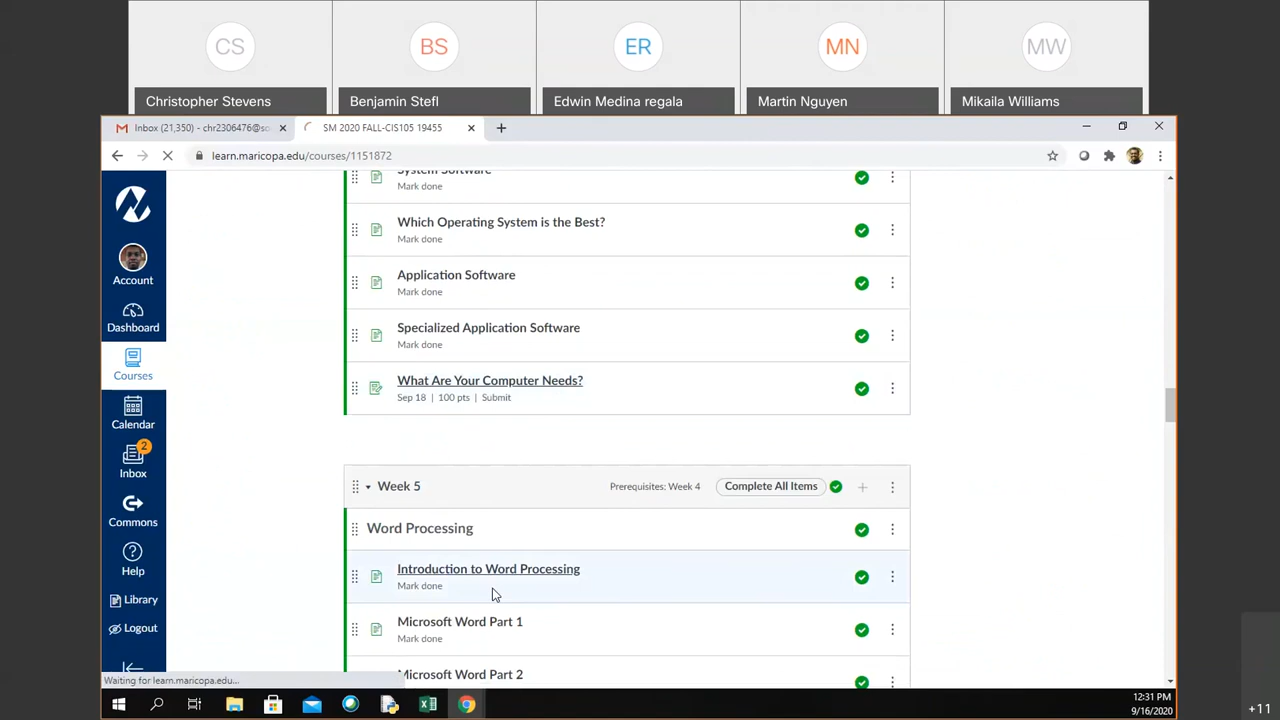 CS BS ER MN MW
Christopher Stevens Benjamin Stefl Edwin Medina regala Martin Nguyen Mikaila Williams
Inbox (21,350) - chr2306476@so SM 2020 FALL-CIS105 19455
learn.maricopa.edu/courses/1151872
System Software
Mark done
Which Operating System is the Best?
Mark done
Application Software
Mark done
Specialized Application Software
Mark done
What Are Your Computer Needs?
Sep 18 | 100 pts | Submit
Week 5 Prerequisites: Week 4 Complete All Items
Word Processing
Introduction to Word Processing
Mark done
Microsoft Word Part 1
Mark done
Microsoft Word Part 2
Account
Dashboard
Courses
Calendar
2
Inbox
Commons
Help
Library
Logout
Waiting for learn.maricopa.edu...
12:31 PM
9/16/2020
+11